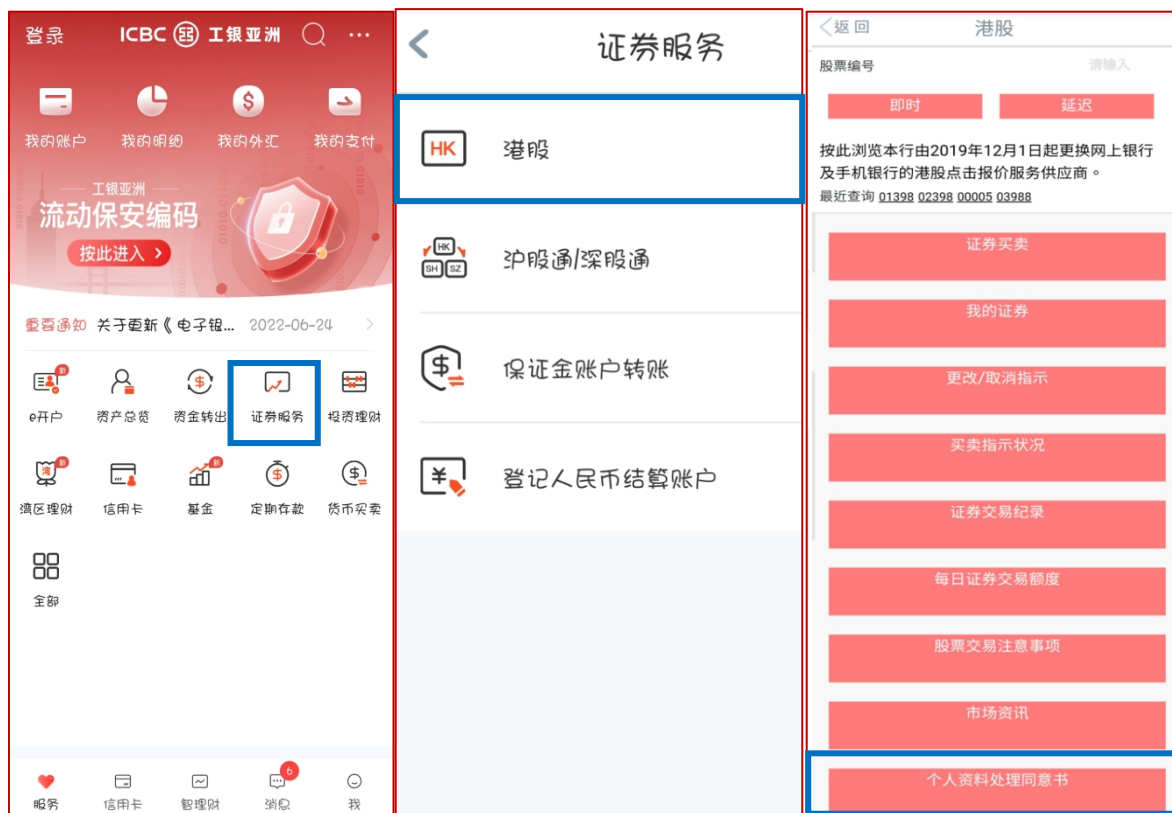 登录
ICBC 工银亚洲
我的账户 我的明细 我的外汇 我的支付
工银亚洲
流动保安编码
按此进入 >
重要通知 关于更新《电子银... 2022-06-24 >
e开户 资产总览 资金转出 证券服务 投资理财
新
湾区理财 信用卡 基金 定期存款 货币买卖
湾 新 新
全部
6
服务 信用卡 智理财 消息 我
证券服务
HK 港股
HK SH SZ 沪股通/深股通
保证金账户转账
登记人民币结算账户
返回 港股
股票编号 请输入
即时 延迟
按此浏览本行由2019年12月1日起更换网上银行
及手机银行的港股点击报价服务供应商。
最近查询 01398 02398 00005 03988
证券买卖
我的证券
更改/取消指示
买卖指示状况
证券交易纪录
每日证券交易额度
股票交易注意事项
市场资讯
个人资料处理同意书